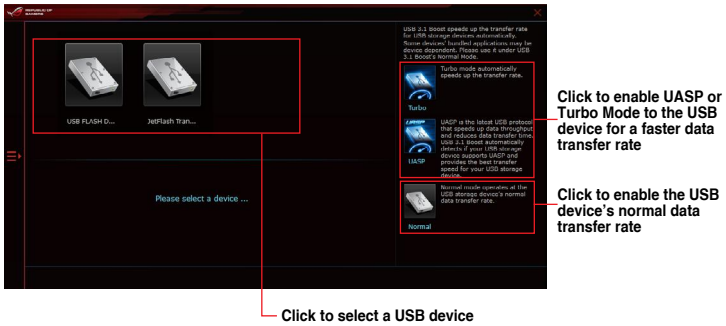 REPUBLIC OF
GAMERS
USB 3.1 Boost speeds up the transfer rate
for USB storage devices automatically.
Some devices' bundled applications may be
device dependent. Please use it under USB
3.1 Boost's Normal Mode.
Turbo mode automatically
speeds up the transfer rate.
Turbo
UASP is the latest USB protocol
that speeds up data throughput
and reduces data transfer time.
USB 3.1 Boost automatically
detects if your USB storage
device supports UASP and
provides the best transfer
speed for your USB storage
device.
UASP
Normal mode operates at the
USB storage device's normal
data transfer rate.
Normal
USB FLASH D...
JetFlash Tran...
Please select a device ...
Click to enable UASP or
Turbo Mode to the USB
device for a faster data
transfer rate
Click to enable the USB
device's normal data
transfer rate
Click to select a USB device